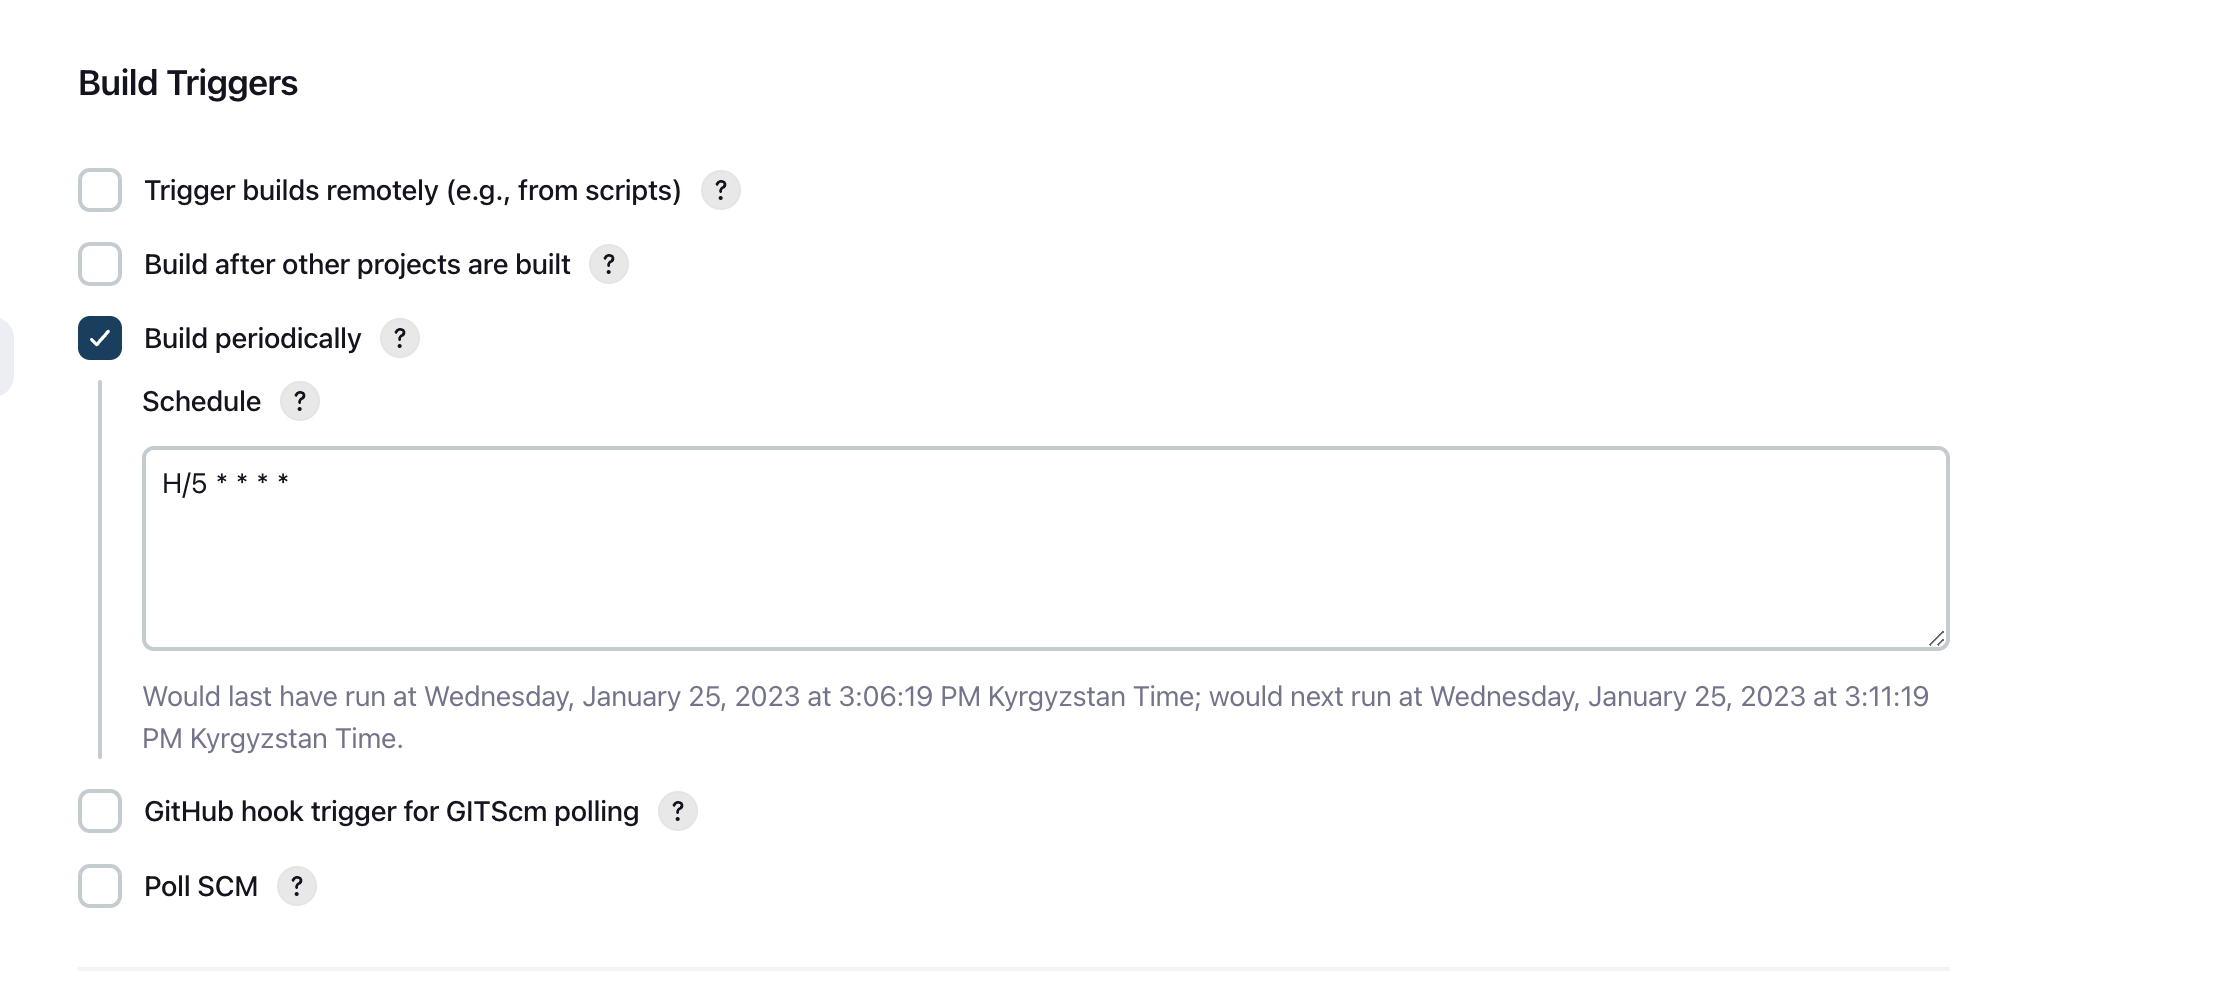 Build Triggers
Trigger builds remotely (e.g., from scripts) ?
Build after other projects are built ?
Build periodically ?
Schedule ?
H/5 * * * *
Would last have run at Wednesday, January 25, 2023 at 3:06:19 PM Kyrgyzstan Time; would next run at Wednesday, January 25, 2023 at 3:11:19
PM Kyrgyzstan Time.
GitHub hook trigger for GITScm polling ?
Poll SCM ?